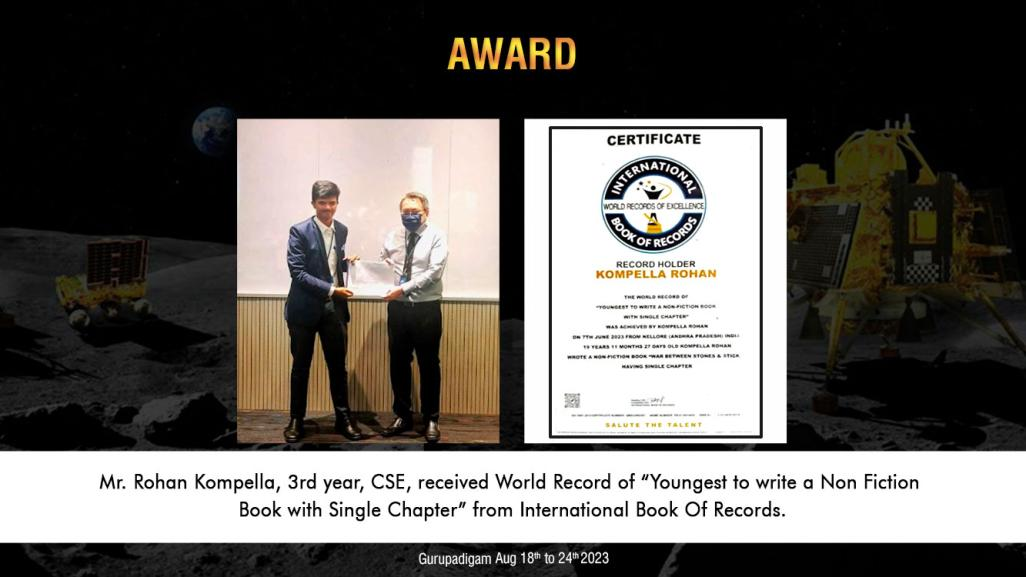 AWARD
CERTIFICATE
INTERNATIONAL
WORLD RECORDS OF EXCELLENCE
BOOK OF RECORDS
RECORD HOLDER
KOMPELLA ROHAN
THE WORLD RECORD OF
"YOUNGEST TO WRITE A NON-FICTION BOOK
WITH SINGLE CHAPTER"
WAS ACHIEVED BY KOMPELLA ROHAN
ON 7TH JUNE 2023 FROM NELLORE (ANDHRA PRADESH)
YEARS 11 MONTHS 27 DAYS OLD KOMPELLA ROHAN
WROTE A NON-FICTION BOOK "WAR BETWEEN STONES & STICK
HAVING SINGLE CHAPTER
SALUTE THE TALENT
Mr. Rohan Kompella, 3rd year, CSE, received World Record of “Youngest to write a Non Fiction
Book with Single Chapter” from International Book Of Records.
Gurupadigam Aug 18th to 24th 2023